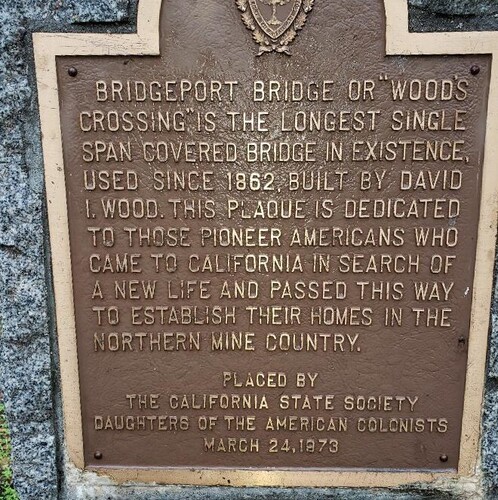 BRIDGEPORT BRIDGE OR "WOOD'S
CROSSING" IS THE LONGEST SINGLE
SPAN COVERED BRIDGE IN EXISTENCE,
USED SINCE 1862, BUILT BY DAVID
I. WOOD. THIS PLAQUE IS DEDICATED
TO THOSE PIONEER AMERICANS WHO
CAME TO CALIFORNIA IN SEARCH OF
A NEW LIFE AND PASSED THIS WAY
TO ESTABLISH THEIR HOMES IN THE
NORTHERN MINE COUNTRY.
PLACED BY
THE CALIFORNIA STATE SOCIETY
DAUGHTERS OF THE AMERICAN COLONISTS
MARCH 24, 1973